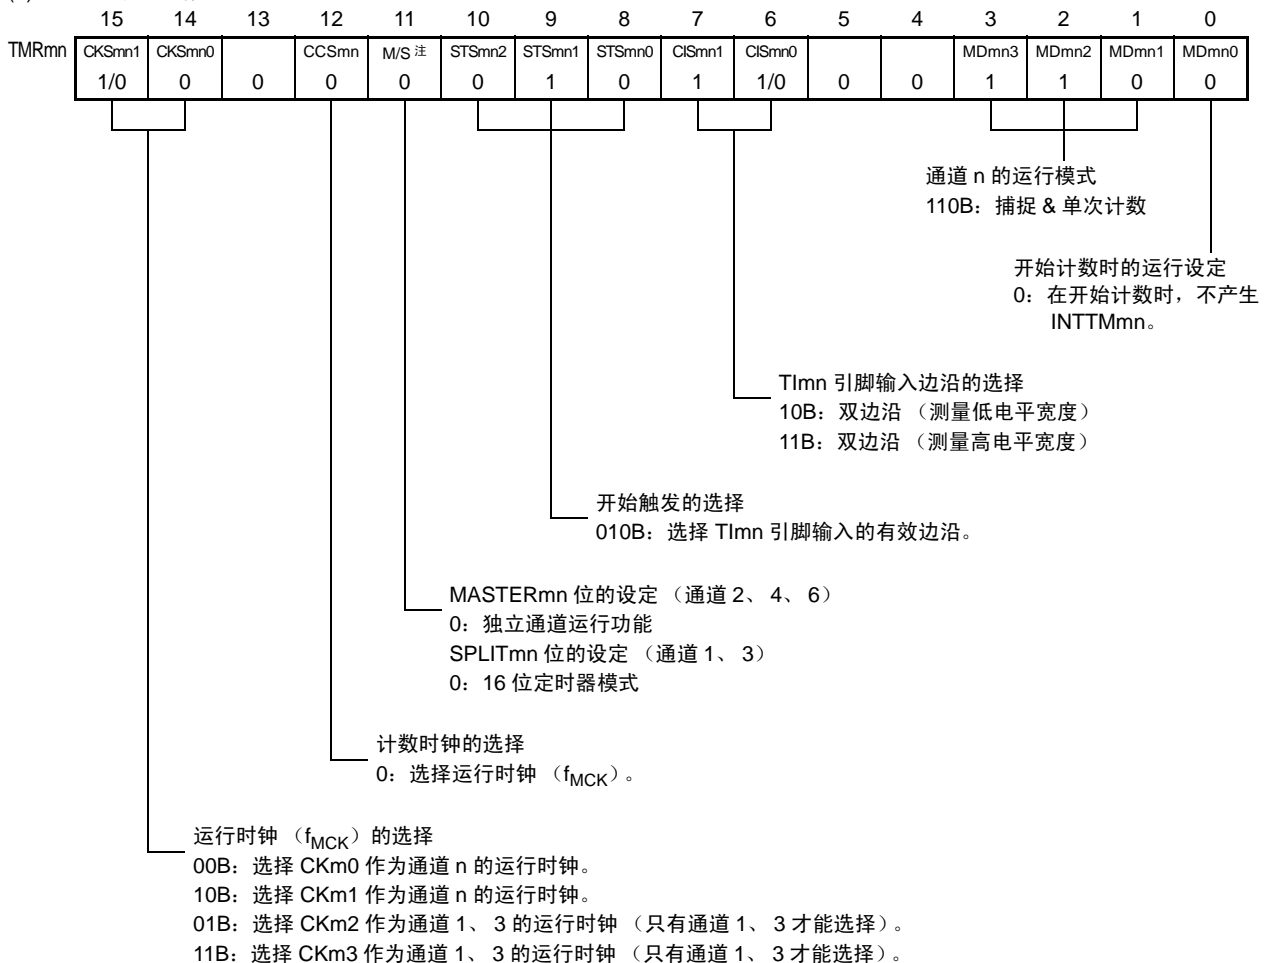 15 14 13 12 11 10 9 8 7 6 5 4 3 2 1 0
TMRmn CKSmn1 CKSmn0 CCSmn M/S 注 STSmn2 STSmn1 STSmn0 CISmn1 CISmn0 MDmn3 MDmn2 MDmn1 MDmn0
1/0 0 0 0 0 0 1 0 1 1/0 0 0 1 1 0 0
通道 n 的运行模式
110B：捕捉 & 单次计数
开始计数时的运行设定
0：在开始计数时，不产生
INTTMmn。
TImn 引脚输入边沿的选择
10B：双边沿 （测量低电平宽度）
11B：双边沿 （测量高电平宽度）
开始触发的选择
010B：选择 TImn 引脚输入的有效边沿。
MASTERmn 位的设定 （通道 2、 4、 6）
0：独立通道运行功能
SPLITmn 位的设定 （通道 1、 3）
0：16 位定时器模式
计数时钟的选择
0：选择运行时钟 （fMCK）。
运行时钟 （fMCK）的选择
00B：选择 CKm0 作为通道 n 的运行时钟。
10B：选择 CKm1 作为通道 n 的运行时钟。
01B：选择 CKm2 作为通道 1、 3 的运行时钟 （只有通道 1、 3 才能选择）。
11B：选择 CKm3 作为通道 1、 3 的运行时钟 （只有通道 1、 3 才能选择）。